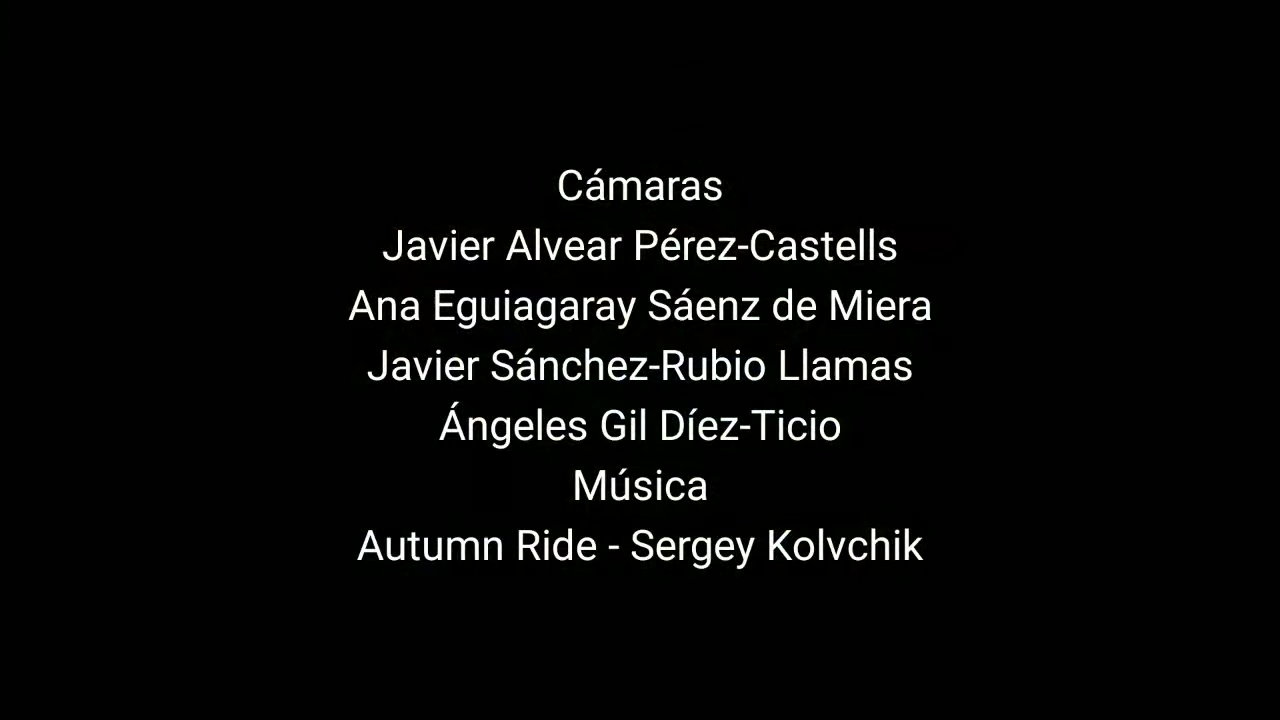 Cámaras
Javier Alvear Pérez-Castells
Ana Eguiagaray Sáenz de Miera
Javier Sánchez-Rubio Llamas
Ángeles Gil Díez-Ticio
Música
Autumn Ride - Sergey Kolvchik